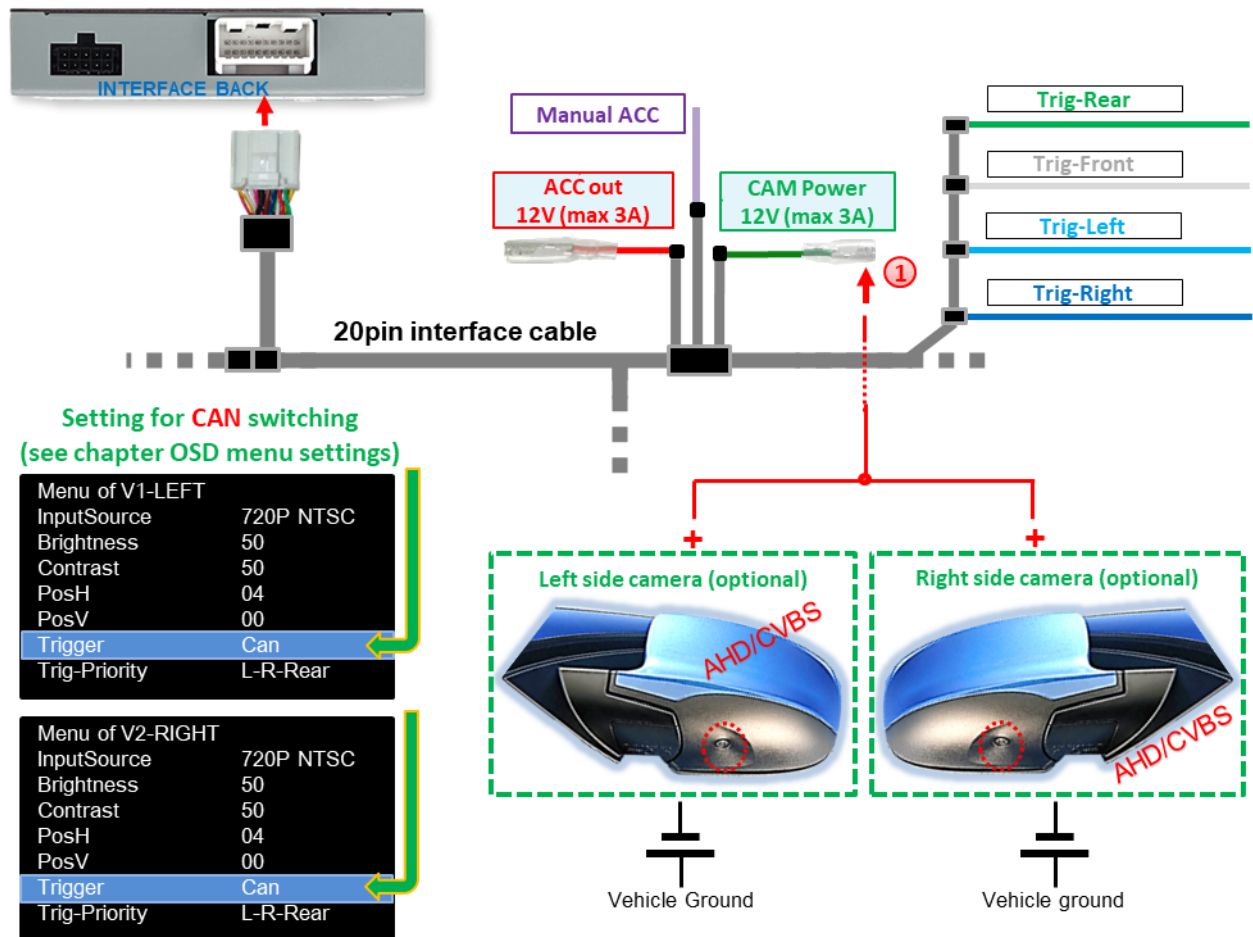 INTERFACE BACK
Manual ACC
ACC out
12V (max 3A)
CAM Power
12V (max 3A)
Trig-Rear
Trig-Front
Trig-Left
Trig-Right
1
20pin interface cable
Setting for CAN switching
(see chapter OSD menu settings)
Menu of V1-LEFT
InputSource 720P NTSC
Brightness 50
Contrast 50
PosH 04
PosV 00
Trigger Can
Trig-Priority L-R-Rear
Menu of V2-RIGHT
InputSource 720P NTSC
Brightness 50
Contrast 50
PosH 04
PosV 00
Trigger Can
Trig-Priority L-R-Rear
+
+
Left side camera (optional)
AHD/CVBS
Right side camera (optional)
AHD/CVBS
Vehicle Ground
Vehicle ground